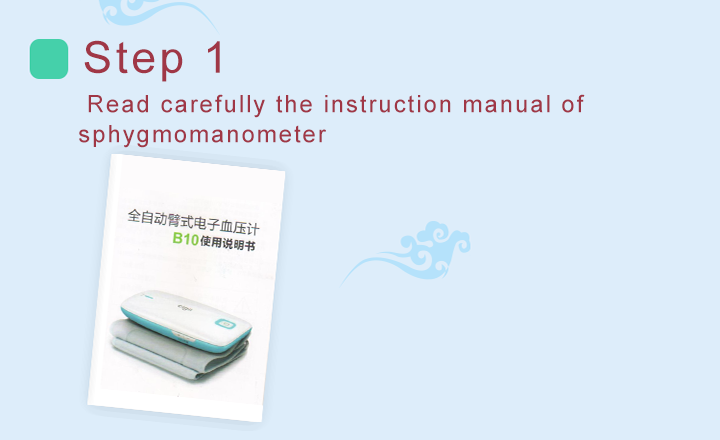 Step 1
Read carefully the instruction manual of
sphygmomanometer
全自动臂式电子血压计
B10使用说明书